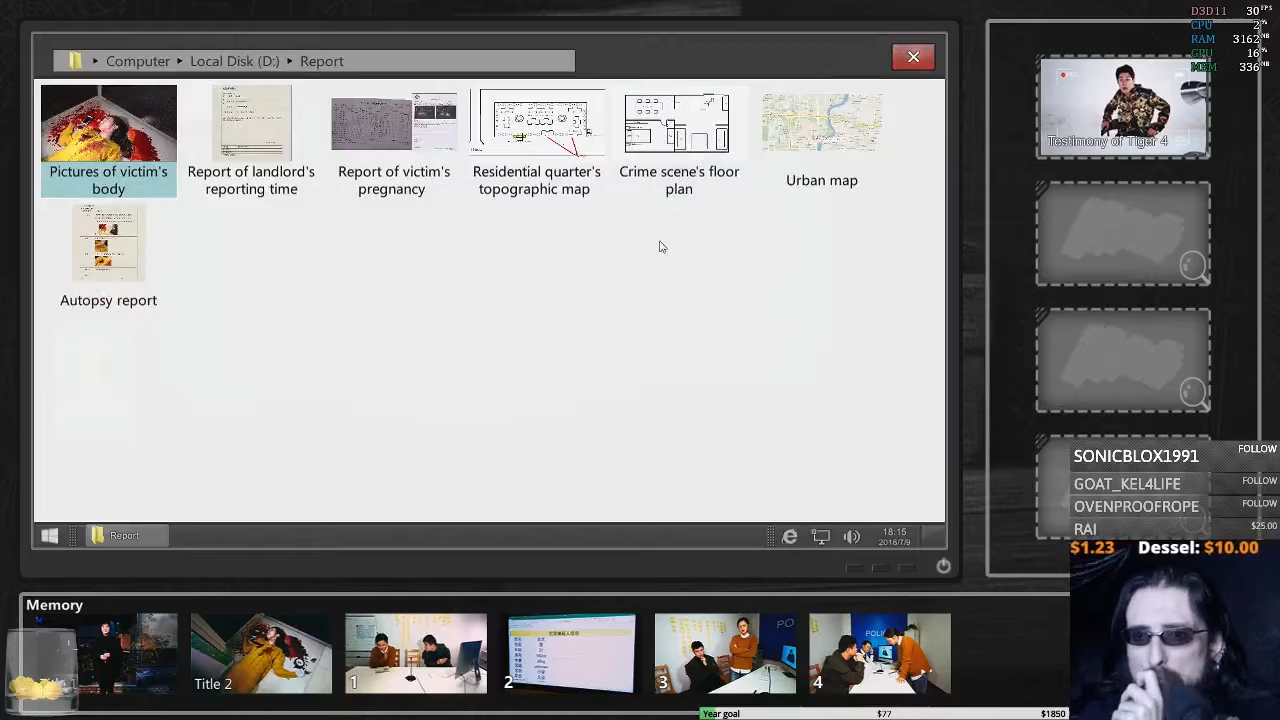 D3D11 30 FPS
CPU 2 %
RAM 3162 MB
GPU 16 %
MEM 336 MB
Computer Local Disk (D:) Report
Testimony of Tiger 4
Pictures of victim's body
Report of landlord's reporting time
Report of victim's pregnancy
Residential quarter's topographic map
Crime scene's floor plan
Urban map
Autopsy report
SONICBLOX1991 FOLLOW
GOAT_KEL4LIFE FOLLOW
OVENPROOFROPE FOLLOW
RAI $25.00
Report
18:15
2018/7/9
$1.23 Dessel: $10.00
Memory
Title 2
1
2
3
4
POLI
Year goal $77 $1850